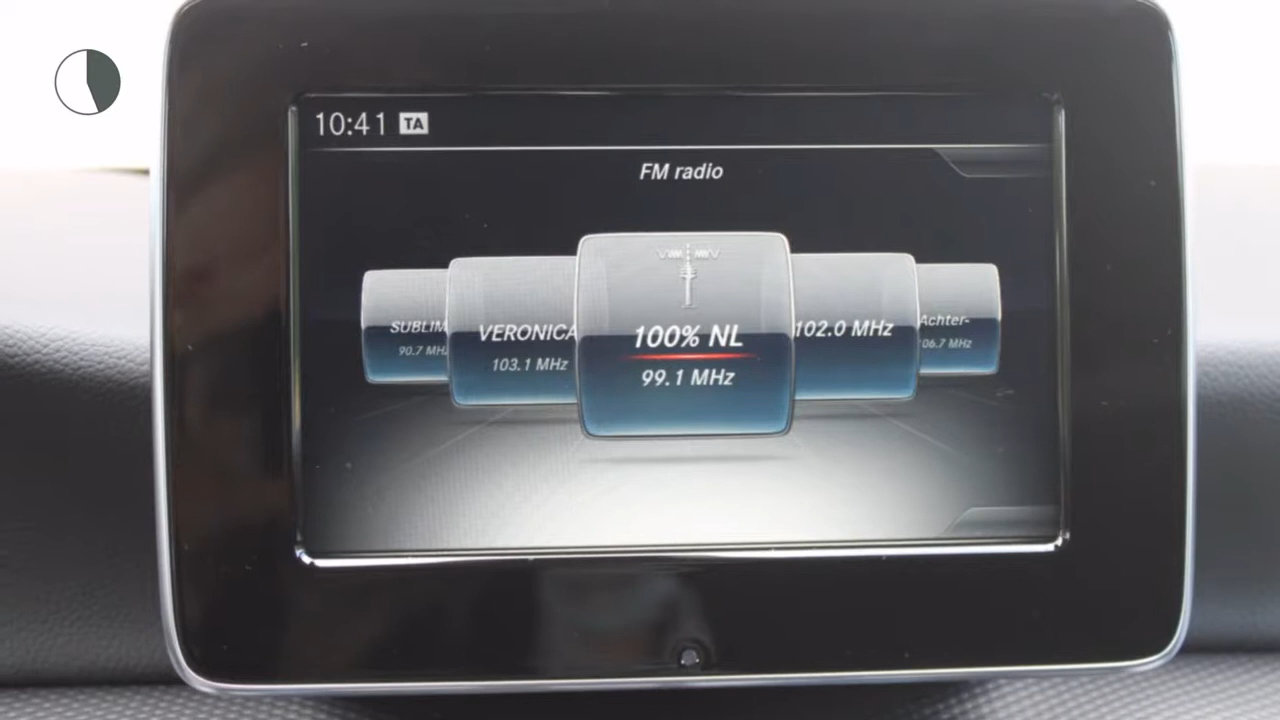 10:41 TA
FM radio
SUBLIM
90.7 MHz
VERONICA
103.1 MHz
100% NL
99.1 MHz
102.0 MHz
Achter-
106.7 MHz